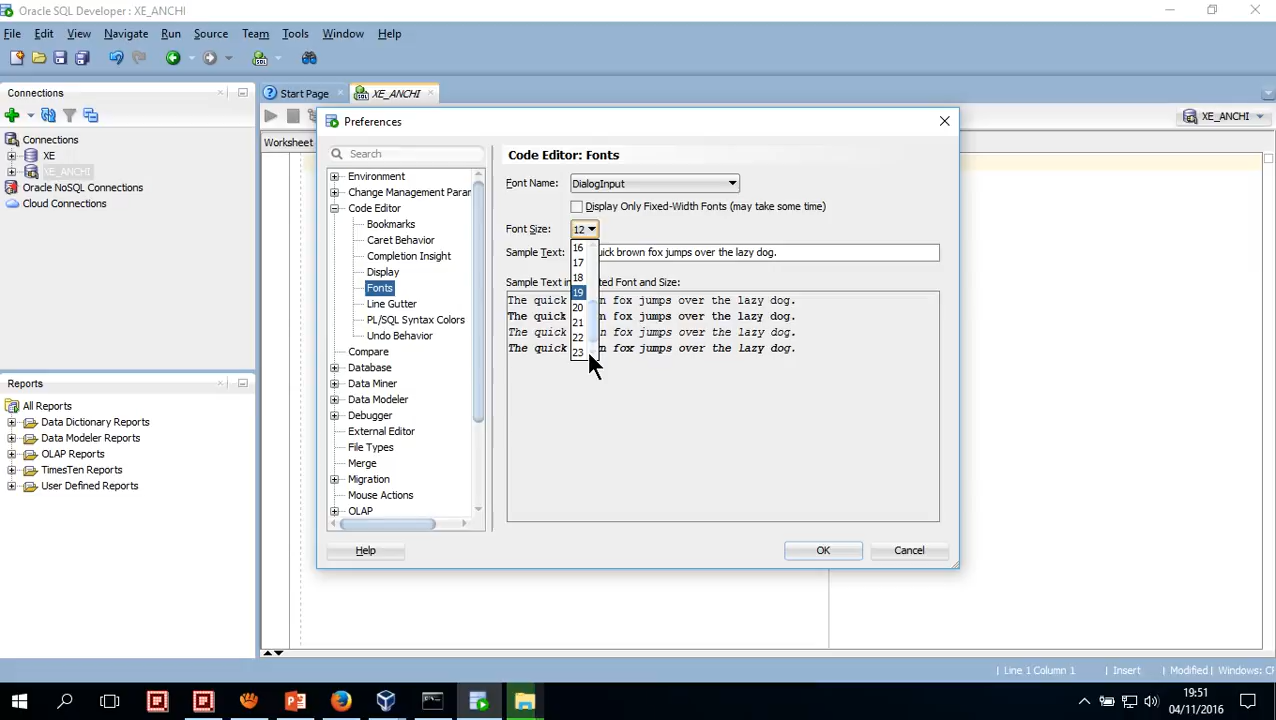 Oracle SQL Developer : XE_ANCHI
File Edit View Navigate Run Source Team Tools Window Help
Connections
Start Page
XE_ANCHI
XE_ANCHI
Worksheet
Connections
XE
XE_ANCHI
Oracle NoSQL Connections
Cloud Connections
Reports
All Reports
Data Dictionary Reports
Data Modeler Reports
OLAP Reports
TimesTen Reports
User Defined Reports
Preferences
Search
Environment
Change Management Param
Code Editor
Bookmarks
Caret Behavior
Completion Insight
Display
Fonts
Line Gutter
PL/SQL Syntax Colors
Undo Behavior
Compare
Database
Data Miner
Data Modeler
Debugger
External Editor
File Types
Merge
Migration
Mouse Actions
OLAP
Code Editor: Fonts
Font Name: DialogInput
Display Only Fixed-Width Fonts (may take some time)
Font Size: 12
16
17
18
19
20
21
22
23
Sample Text: uick brown fox jumps over the lazy dog.
Sample Text in ted Font and Size:
The quick n fox jumps over the lazy dog.
The quick n fox jumps over the lazy dog.
The quick n fox jumps over the lazy dog.
The quick n fox jumps over the lazy dog.
Help
OK
Cancel
Line 1 Column 1
Insert
Modified
Windows: CF
19:51
04/11/2016